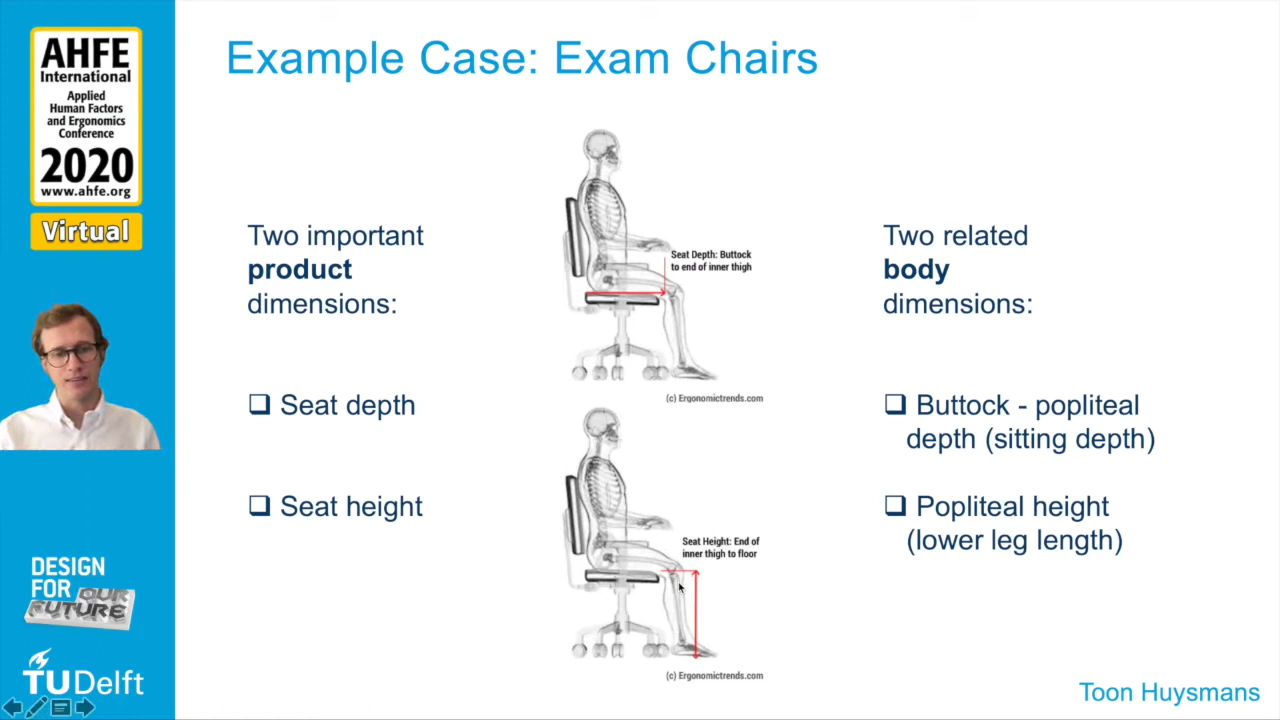 AHFE
International
Applied
Human Factors
and Ergonomics
Conference
2020
www.ahfe.org
Virtual
DESIGN
FOR
OUR
FUTURE
TUDelft
Example Case: Exam Chairs
Two important
product
dimensions:
❑ Seat depth
❑ Seat height
Seat Depth: Buttock
to end of inner thigh
(c) Ergonomictrends.com
Seat Height: End of
inner thigh to floor
(c) Ergonomictrends.com
Two related
body
dimensions:
❑ Buttock - popliteal
depth (sitting depth)
❑ Popliteal height
(lower leg length)
Toon Huysmans